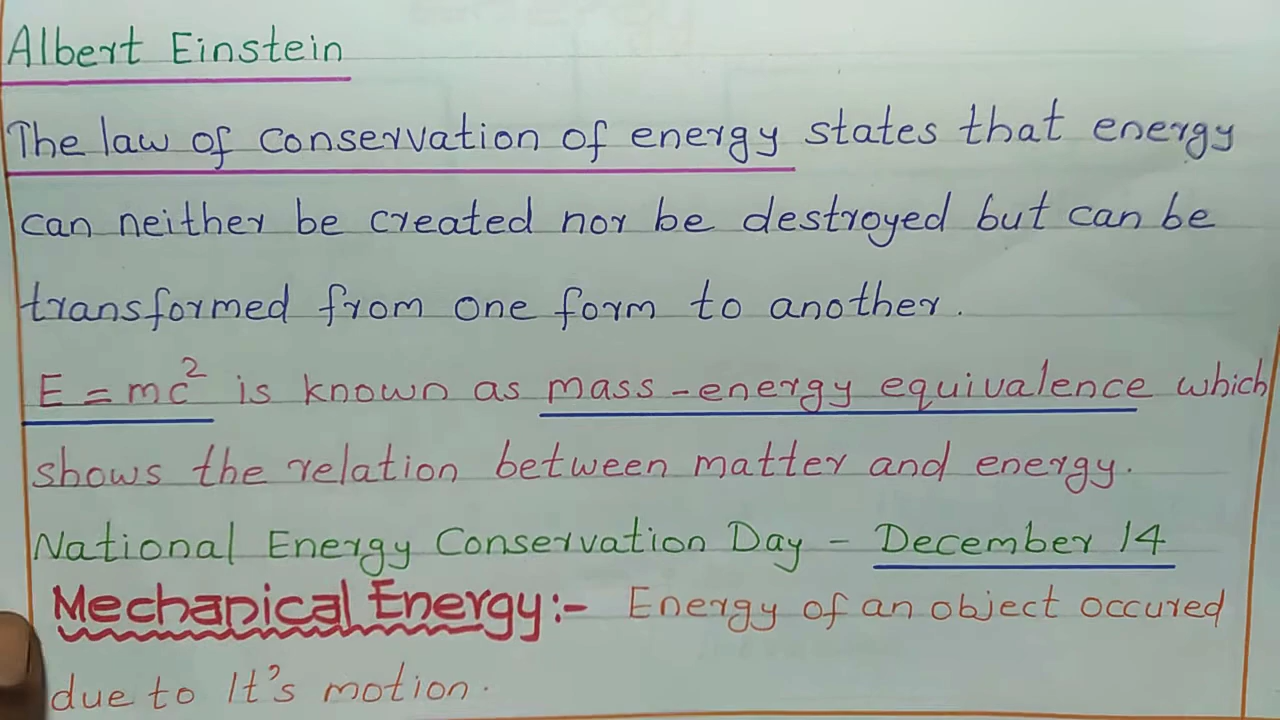 Albert Einstein
The law of conservation of energy states that energy
can neither be created nor be destroyed but can be
transformed from one form to another.
E = mc² is known as mass-energy equivalence which
shows the relation between matter and energy.
National Energy Conservation Day - December 14
Mechanical Energy:- Energy of an object occured
due to It's motion.